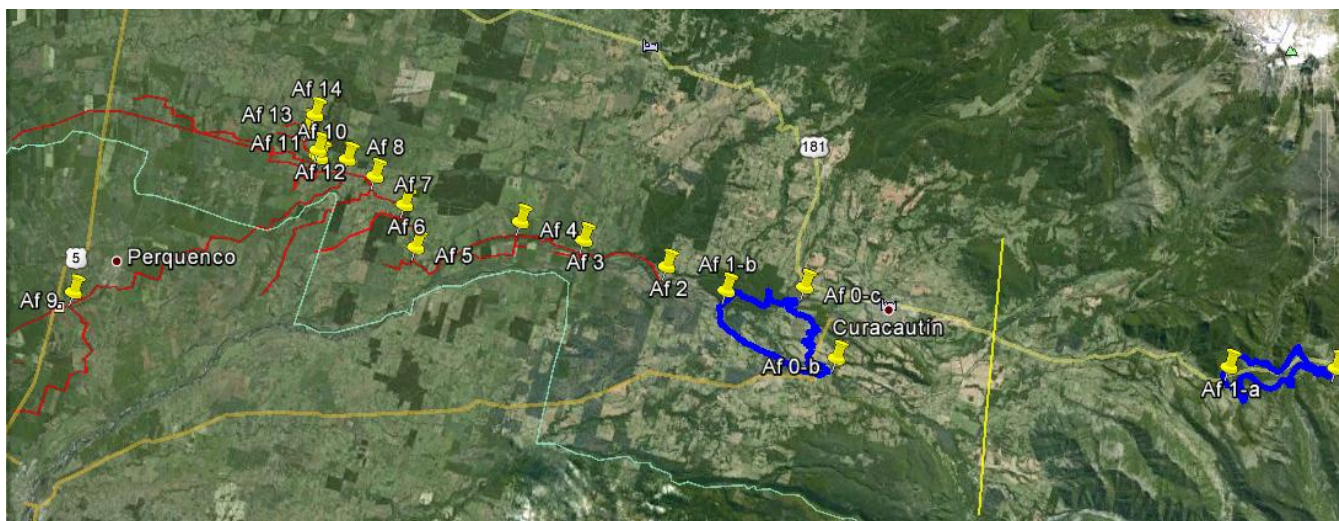 Af 14
Af 13
181
Af 10
Af 11
Af 8
Af 12
Af 7
Af 6
Af 4
Af 5
5
Perquenco
Af 3
Af 2
Af 1-b
Af 0-c
Af 9
Curacautín
Af 0-b
Af 1-a